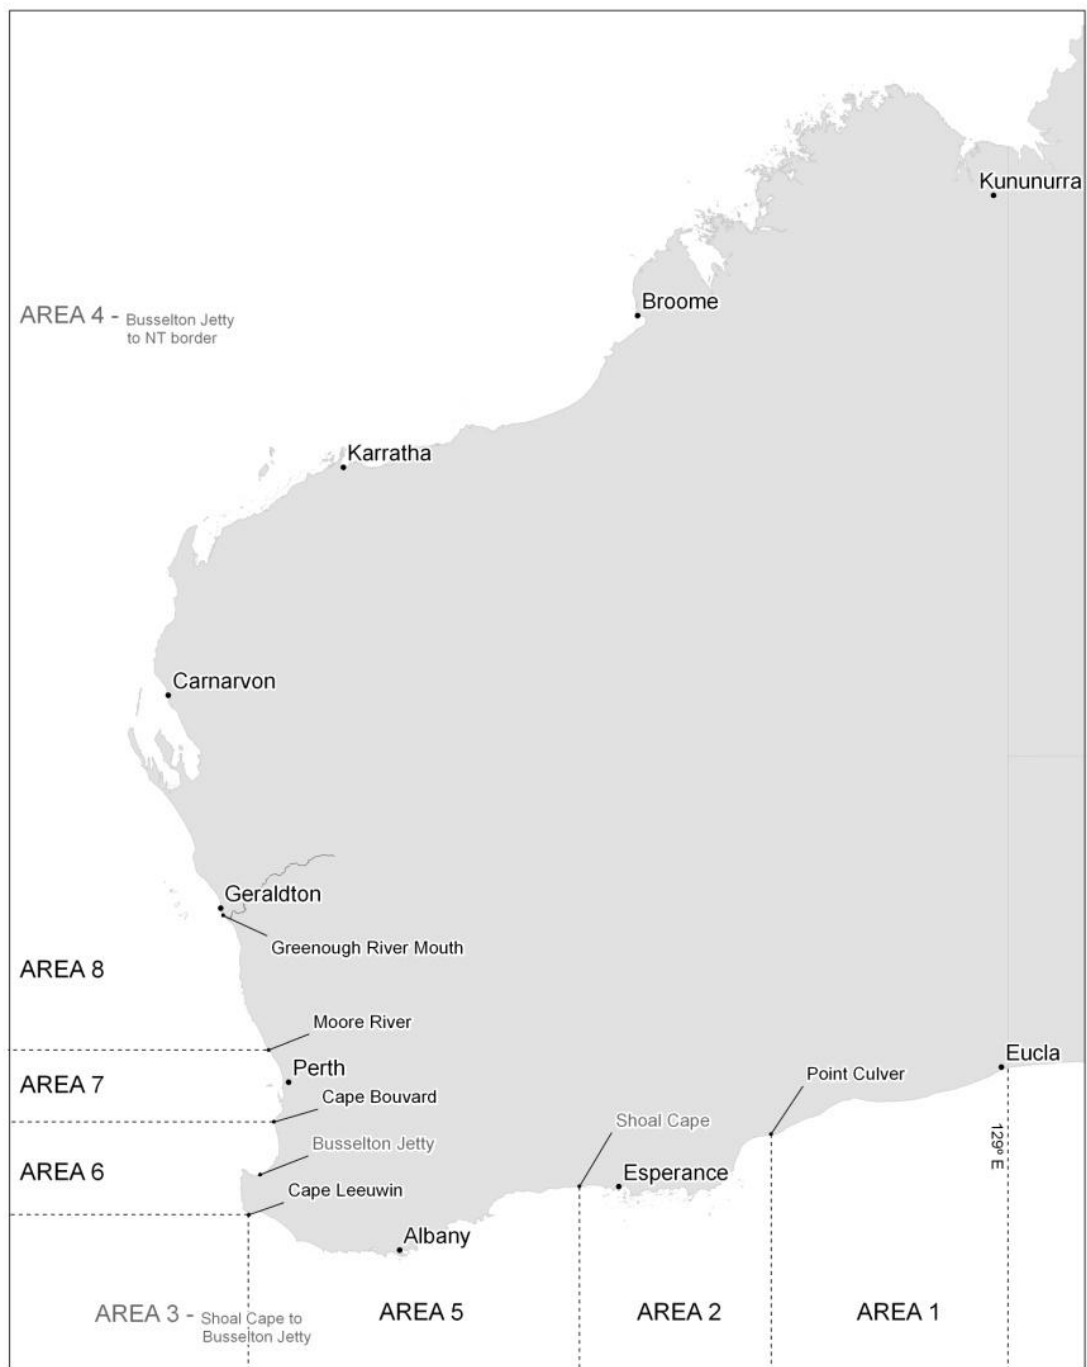 Kununurra
Broome
AREA 4 - Busselton Jetty
to NT border
Karratha
Carnarvon
Geraldton
Greenough River Mouth
AREA 8
Moore River
Eucla
Perth
AREA 7
Point Culver
Cape Bouvard
Shoal Cape
129º E
Busselton Jetty
AREA 6
Esperance
Cape Leeuwin
Albany
AREA 3 - Shoal Cape to
Busselton Jetty
AREA 5
AREA 2
AREA 1